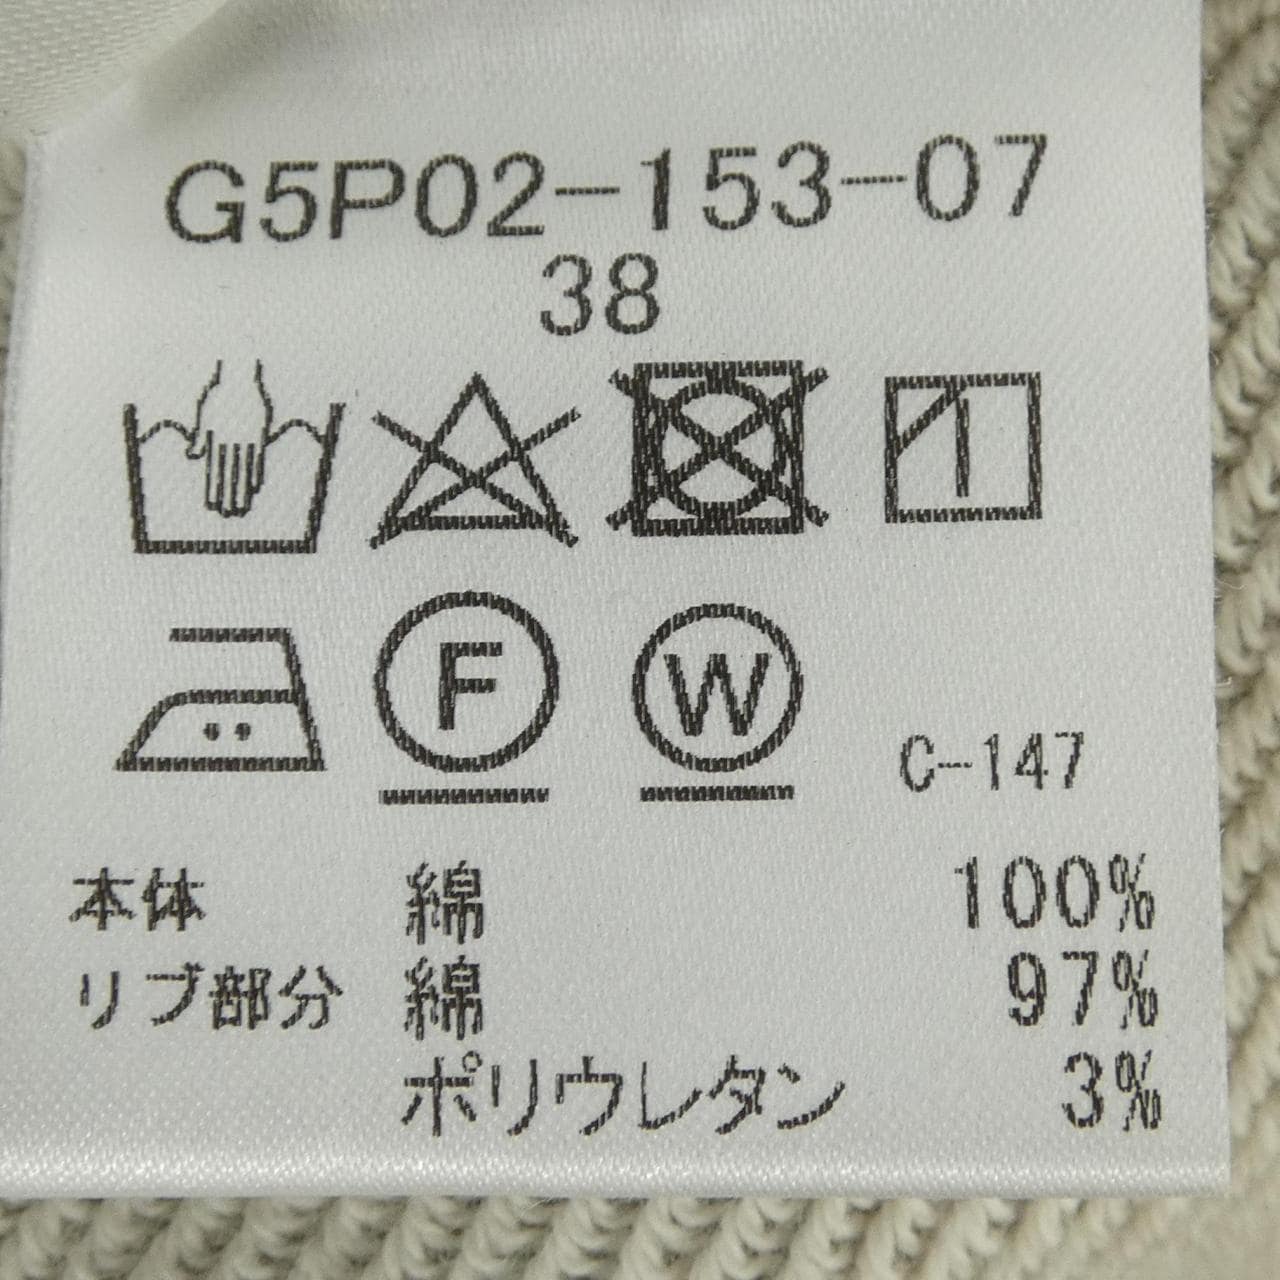 G5P02-153-07
38
F W C-147
本体 綿 100%
リブ部分 綿 97%
ポリウレタン 3%